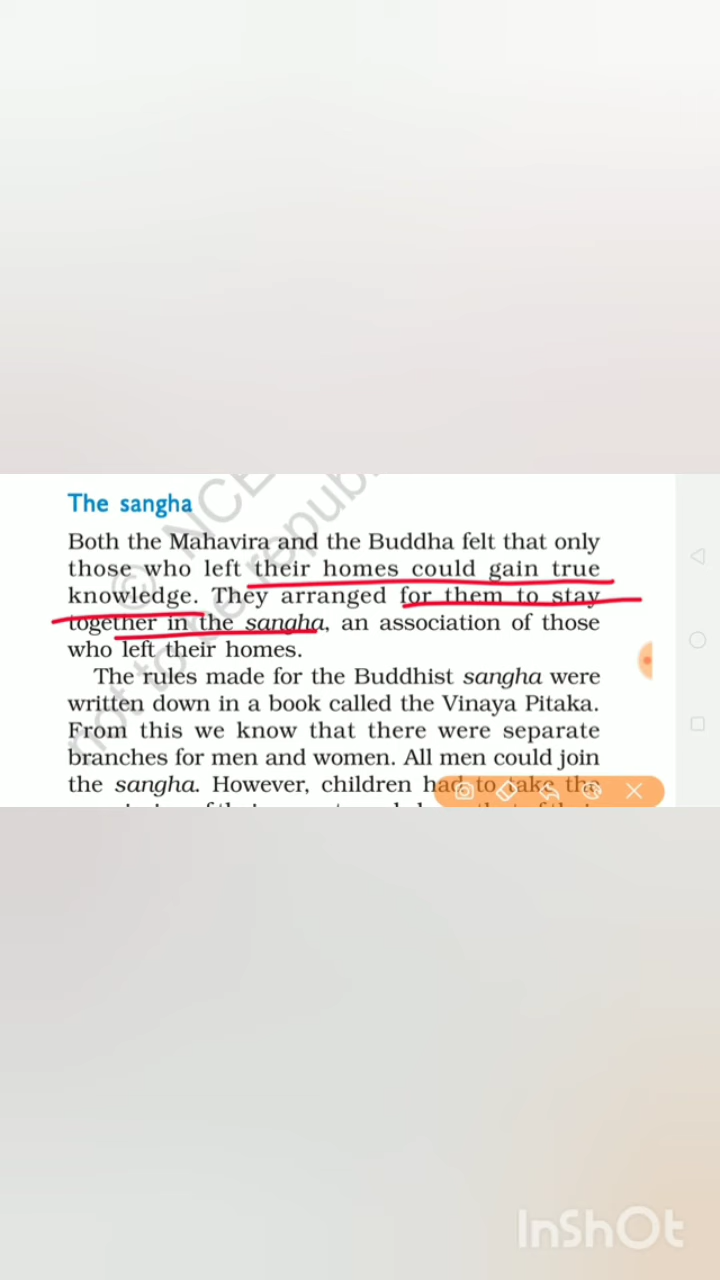 The sangha
Both the Mahavira and the Buddha felt that only
those who left their homes could gain true
knowledge. They arranged for them to stay
together in the sangha, an association of those
who left their homes.
The rules made for the Buddhist sangha were
written down in a book called the Vinaya Pitaka.
From this we know that there were separate
branches for men and women. All men could join
the sangha. However, children had to take the
InShOt